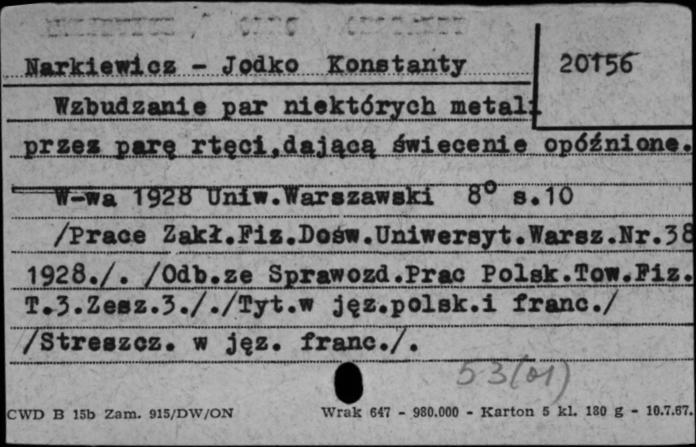 Narkiewicz - Jodko Konstanty
20156
Wzbudzanie par niektórych metali
przez parę rtęci,dającą świecenie opóźnione.
W-wa 1928 Uniw.Warszawski 8° s.10
/Prace Zakł.Fiz.Dośw.Uniwersyt.Warsz.Nr.38
1928./. /Odb.ze Sprawozd.Prac Polsk.Tow.Fiz.
T.3.Zesz.3././Tyt.w jęz.polsk.i franc./
/Streszcz. w jęz. franc./.
53(01)
CWD B 15b Zam. 915/DW/ON Wrak 647 - 980.000 - Karton 5 kl. 180 g - 10.7.67.